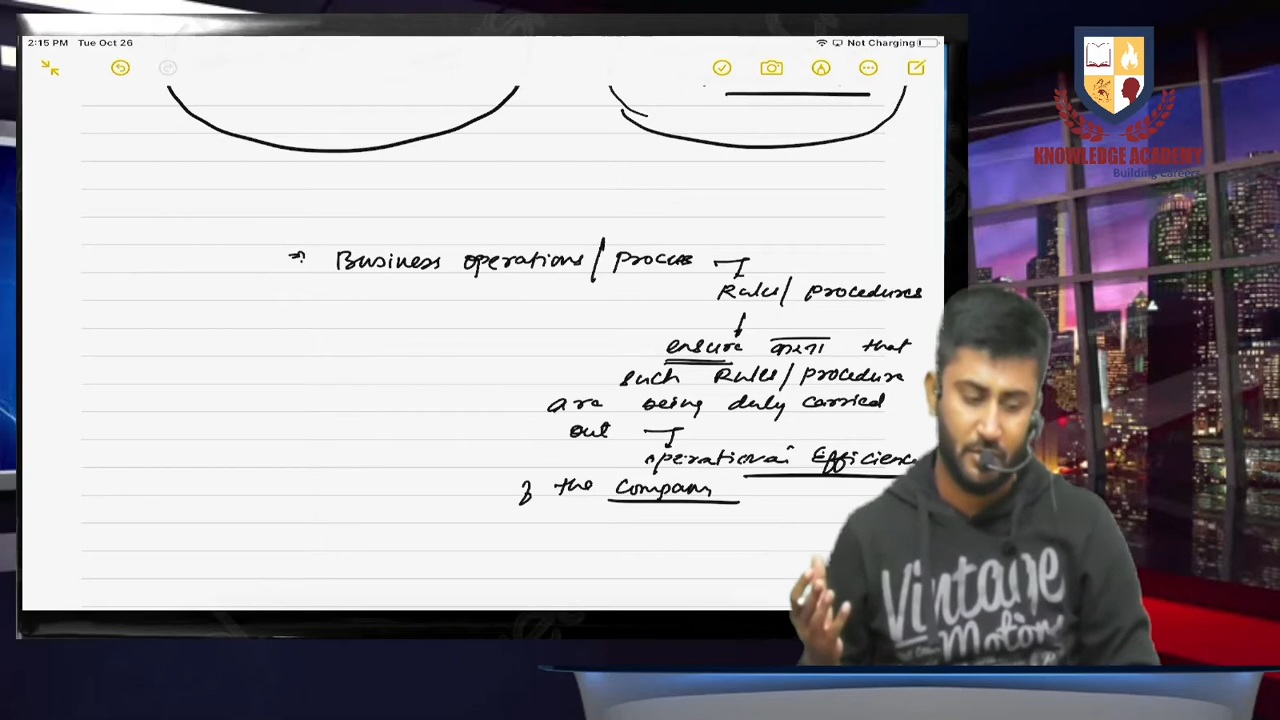 2:15 PM Tue Oct 26
Not Charging
KNOWLEDGE ACADEMY
Building Careers
⇒ Business operations/process
Rules/procedures
ensure करना that
such Rules/procedure
are being duly carried
out
operational Efficienc
of the company
Vintage
Motors